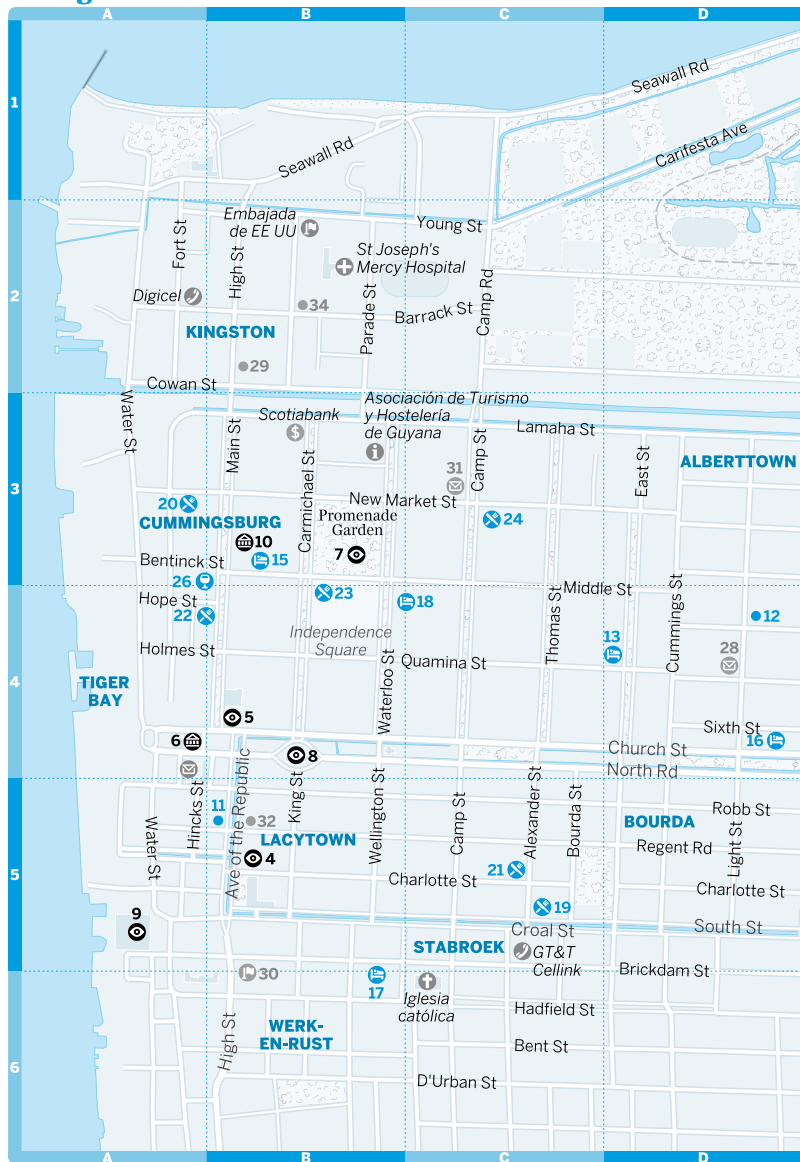 A B C D
1
Seawall Rd
Carifesta Ave
Seawall Rd
Embajada
de EE UU
Young St
Fort St
High St
St Joseph's
Mercy Hospital
Camp Rd
2
Digicel
34
Parade St
Barrack St
KINGSTON
29
Cowan St
Water St
Asociación de Turismo
y Hostelería
de Guyana
Scotiabank
Main St
Lamaha St
Camp St
East St
ALBERTTOWN
Carmichael St
31
3
20
New Market St
24
CUMMINGSBURG
Promenade
Garden
10
7
Bentinck St
15
26
Middle St
Hope St
23
18
Thomas St
Cummings St
12
22
Independence
Square
13
28
Holmes St
Quamina St
Waterloo St
4
TIGER
BAY
5
Sixth St
6
8
Church St
16
North Rd
Hincks St
Ave of the Republic
King St
Wellington St
Camp St
Alexander St
Bourda St
11
32
Robb St
Water St
LACYTOWN
BOURDA
Light St
Regent Rd
4
5
21
Charlotte St
Charlotte St
9
19
South St
Croal St
STABROEK
GT&T
Cellink
30
Brickdam St
17
Iglesia
católica
Hadfield St
High St
WERK-
EN-RUST
Bent St
6
D'Urban St
A B C D